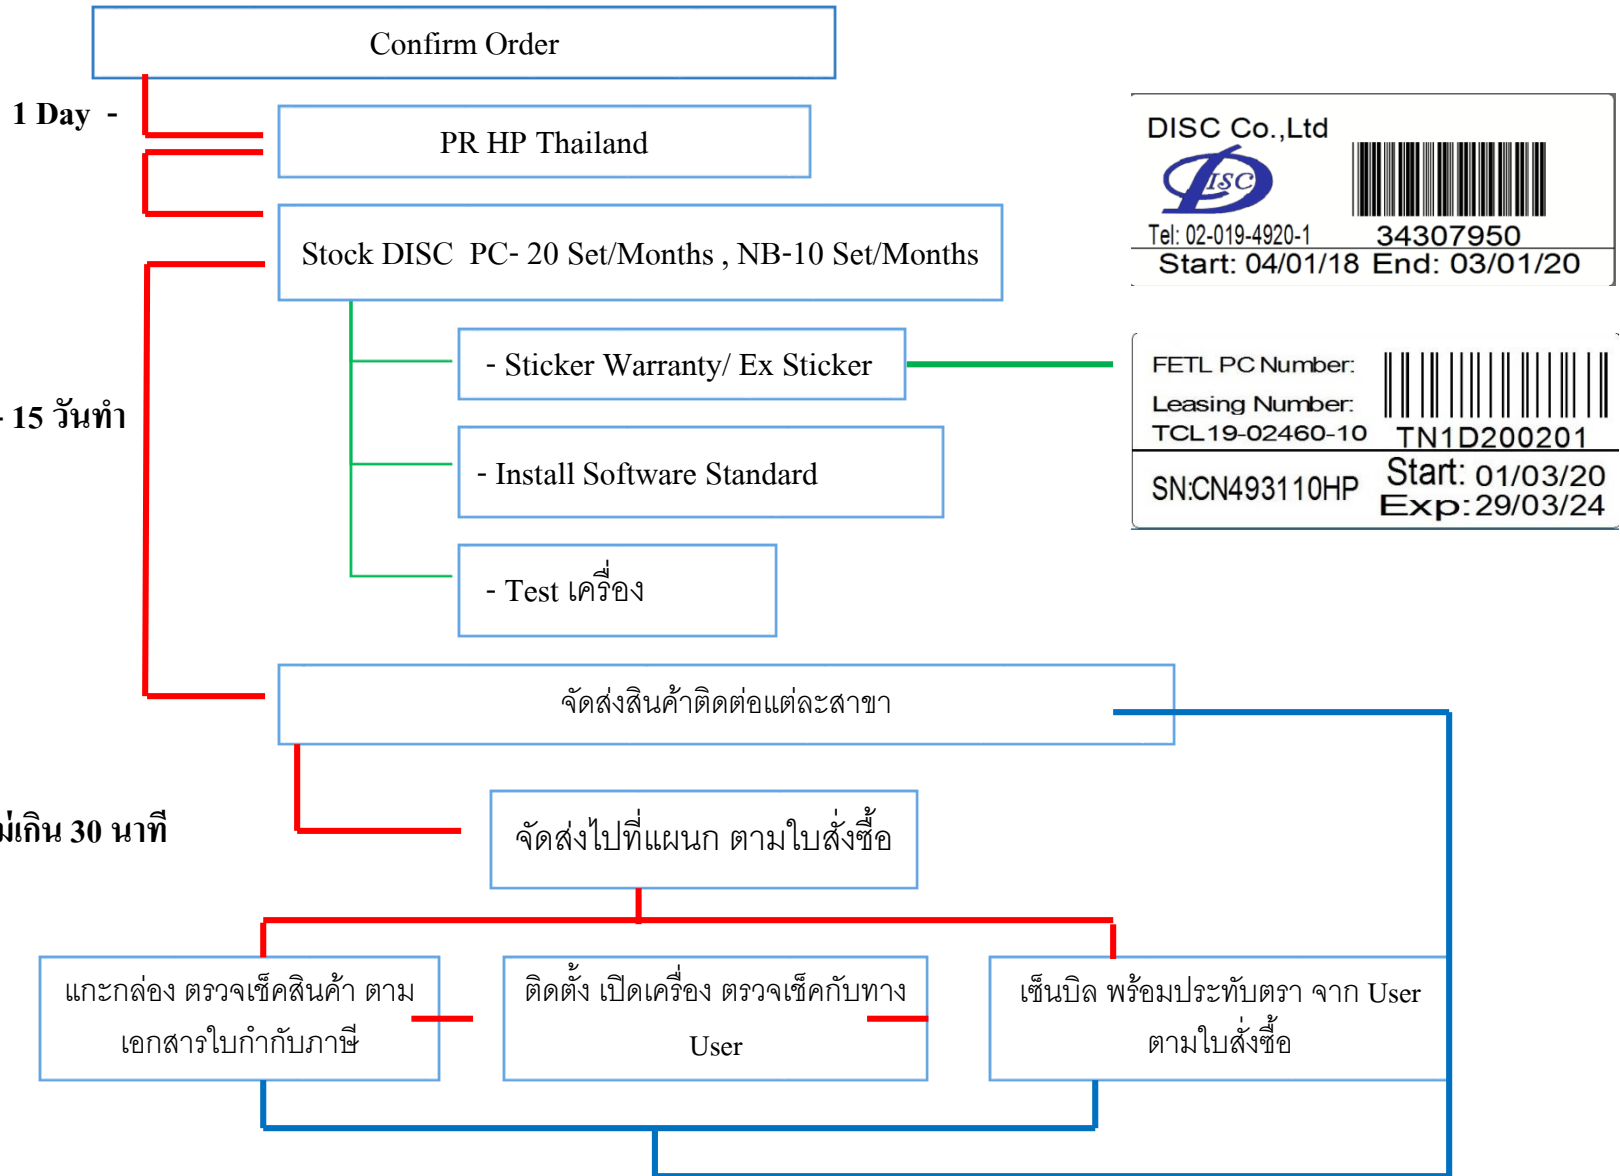 Confirm Order
1 Day -
PR HP Thailand
DISC Co.,Ltd
ISC
Tel: 02-019-4920-1
34307950
Start: 04/01/18 End: 03/01/20
Stock DISC PC- 20 Set/Months , NB-10 Set/Months
- Sticker Warranty/ Ex Sticker
FETL PC Number:
Leasing Number:
TCL19-02460-10
TN1D200201
SN:CN493110HP
Start: 01/03/20
Exp:29/03/24
- 15 วันทำ
- Install Software Standard
- Test เครื่อง
จัดส่งสินค้าติดต่อแต่ละสาขา
จัดส่งไปที่แผนก ตามใบสั่งซื้อ
ม่เกิน 30 นาที
แกะกล่อง ตรวจเช็คสินค้า ตาม
เอกสารใบกำกับภาษี
ติดตั้ง เปิดเครื่อง ตรวจเช็คกับทาง
User
เซ็นบิล พร้อมประทับตรา จาก User
ตามใบสั่งซื้อ